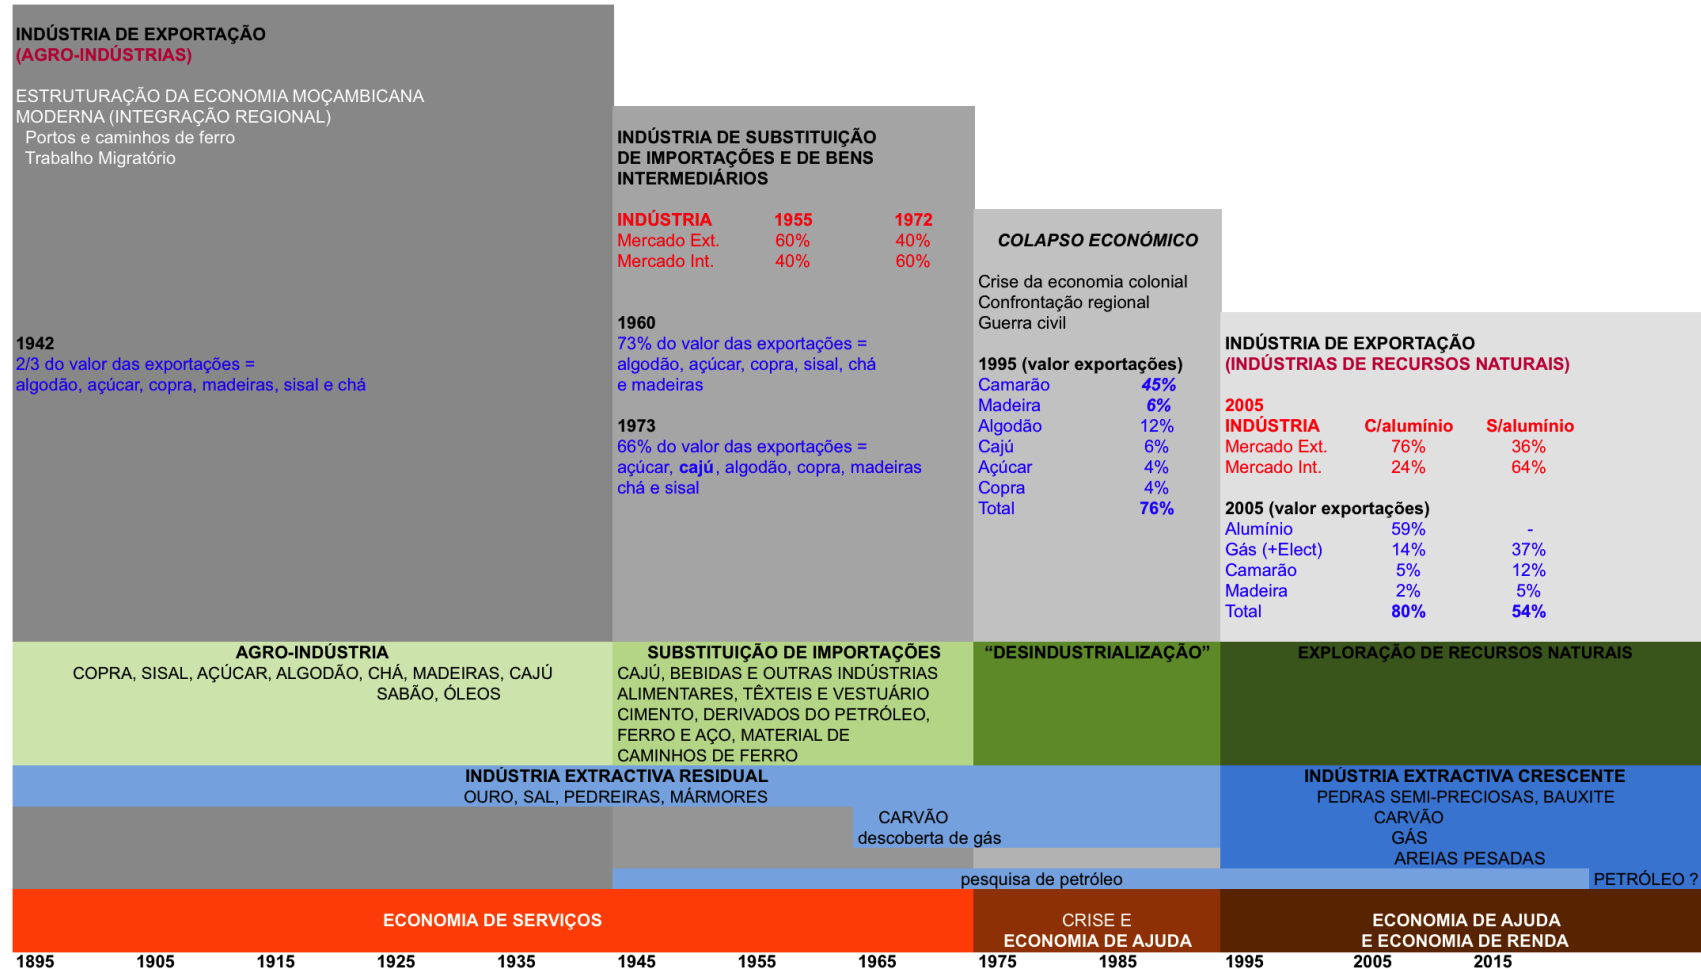 INDÚSTRIA DE EXPORTAÇÃO
(AGRO-INDÚSTRIAS)
ESTRUTURAÇÃO DA ECONOMIA MOÇAMBICANA
MODERNA (INTEGRAÇÃO REGIONAL)
Portos e caminhos de ferro
Trabalho Migratório
1942
2/3 do valor das exportações =
algodão, açúcar, copra, madeiras, sisal e chá
INDÚSTRIA DE SUBSTITUIÇÃO
DE IMPORTAÇÕES E DE BENS
INTERMEDIÁRIOS
INDÚSTRIA 1955 1972
Mercado Ext. 60% 40%
Mercado Int. 40% 60%
1960
73% do valor das exportações =
algodão, açúcar, copra, sisal, chá
e madeiras
1973
66% do valor das exportações =
açúcar, cajú, algodão, copra, madeiras
chá e sisal
COLAPSO ECONÓMICO
Crise da economia colonial
Confrontação regional
Guerra civil
1995 (valor exportações)
Camarão 45%
Madeira 6%
Algodão 12%
Cajú 6%
Açúcar 4%
Copra 4%
Total 76%
INDÚSTRIA DE EXPORTAÇÃO
(INDÚSTRIAS DE RECURSOS NATURAIS)
2005
INDÚSTRIA C/alumínio S/alumínio
Mercado Ext. 76% 36%
Mercado Int. 24% 64%
2005 (valor exportações)
Alumínio 59% -
Gás (+Elect) 14% 37%
Camarão 5% 12%
Madeira 2% 5%
Total 80% 54%
AGRO-INDÚSTRIA
COPRA, SISAL, AÇÚCAR, ALGODÃO, CHÁ, MADEIRAS, CAJÚ
SABÃO, ÓLEOS
SUBSTITUIÇÃO DE IMPORTAÇÕES
CAJÚ, BEBIDAS E OUTRAS INDÚSTRIAS
ALIMENTARES, TÊXTEIS E VESTUÁRIO
CIMENTO, DERIVADOS DO PETRÓLEO,
FERRO E AÇO, MATERIAL DE
CAMINHOS DE FERRO
“DESINDUSTRIALIZAÇÃO”
EXPLORAÇÃO DE RECURSOS NATURAIS
INDÚSTRIA EXTRACTIVA RESIDUAL
OURO, SAL, PEDREIRAS, MÁRMORES
CARVÃO
descoberta de gás
INDÚSTRIA EXTRACTIVA CRESCENTE
PEDRAS SEMI-PRECIOSAS, BAUXITE
CARVÃO
GÁS
AREIAS PESADAS
pesquisa de petróleo
PETRÓLEO ?
ECONOMIA DE SERVIÇOS
CRISE E
ECONOMIA DE AJUDA
ECONOMIA DE AJUDA
E ECONOMIA DE RENDA
1895 1905 1915 1925 1935 1945 1955 1965 1975 1985 1995 2005 2015